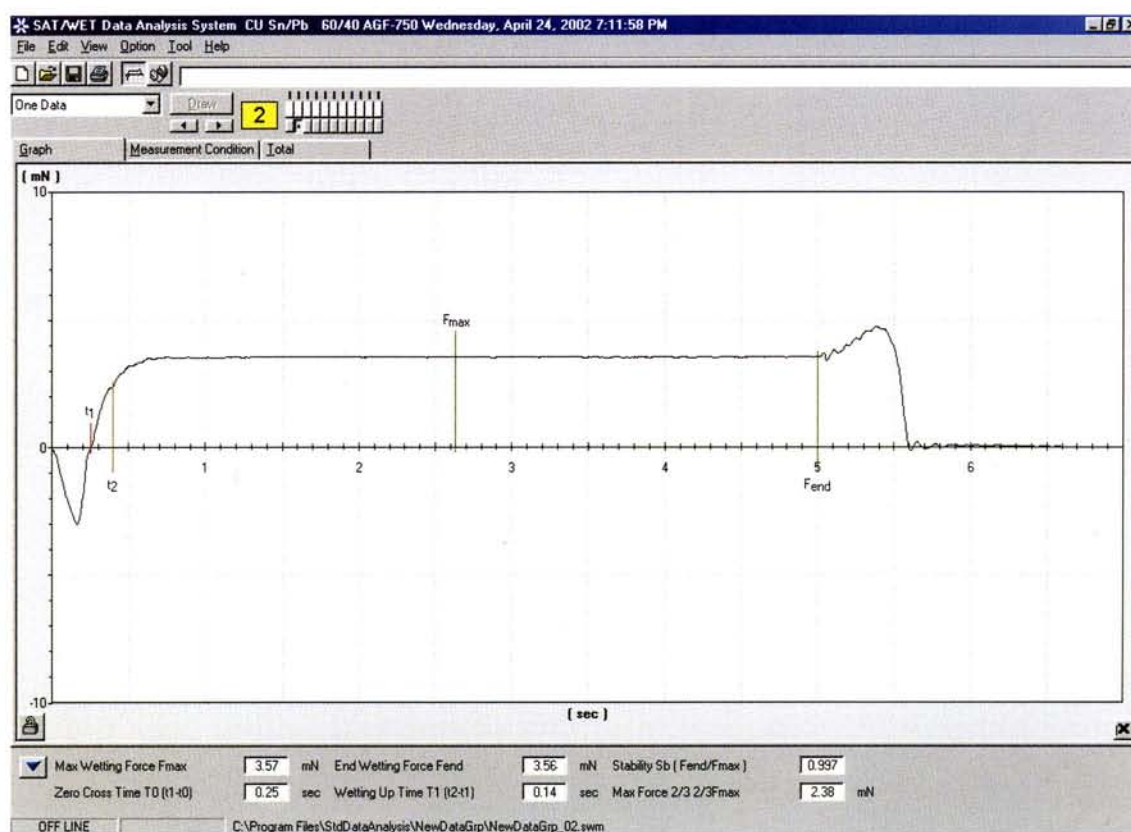 SAT/WET Data Analysis System CU Sn/Pb 60/40 AGF-750 Wednesday, April 24, 2002 7:11:58 PM
File Edit View Option Tool Help
One Data
Draw
2
F
Graph
Measurement Condition
Total
[ mN ]
10
Fmax
t1
0
1
2
3
4
5
6
t2
Fend
-10
[ sec ]
Max Wetting Force Fmax 3.57 mN End Wetting Force Fend 3.56 mN Stability Sb ( Fend/Fmax ) 0.997
Zero Cross Time T0 (t1-t0) 0.25 sec Wetting Up Time T1 (t2-t1) 0.14 sec Max Force 2/3 2/3Fmax 2.38 mN
OFF LINE C:\Program Files\StdDataAnalysis\NewDataGrp\NewDataGrp_02.swm